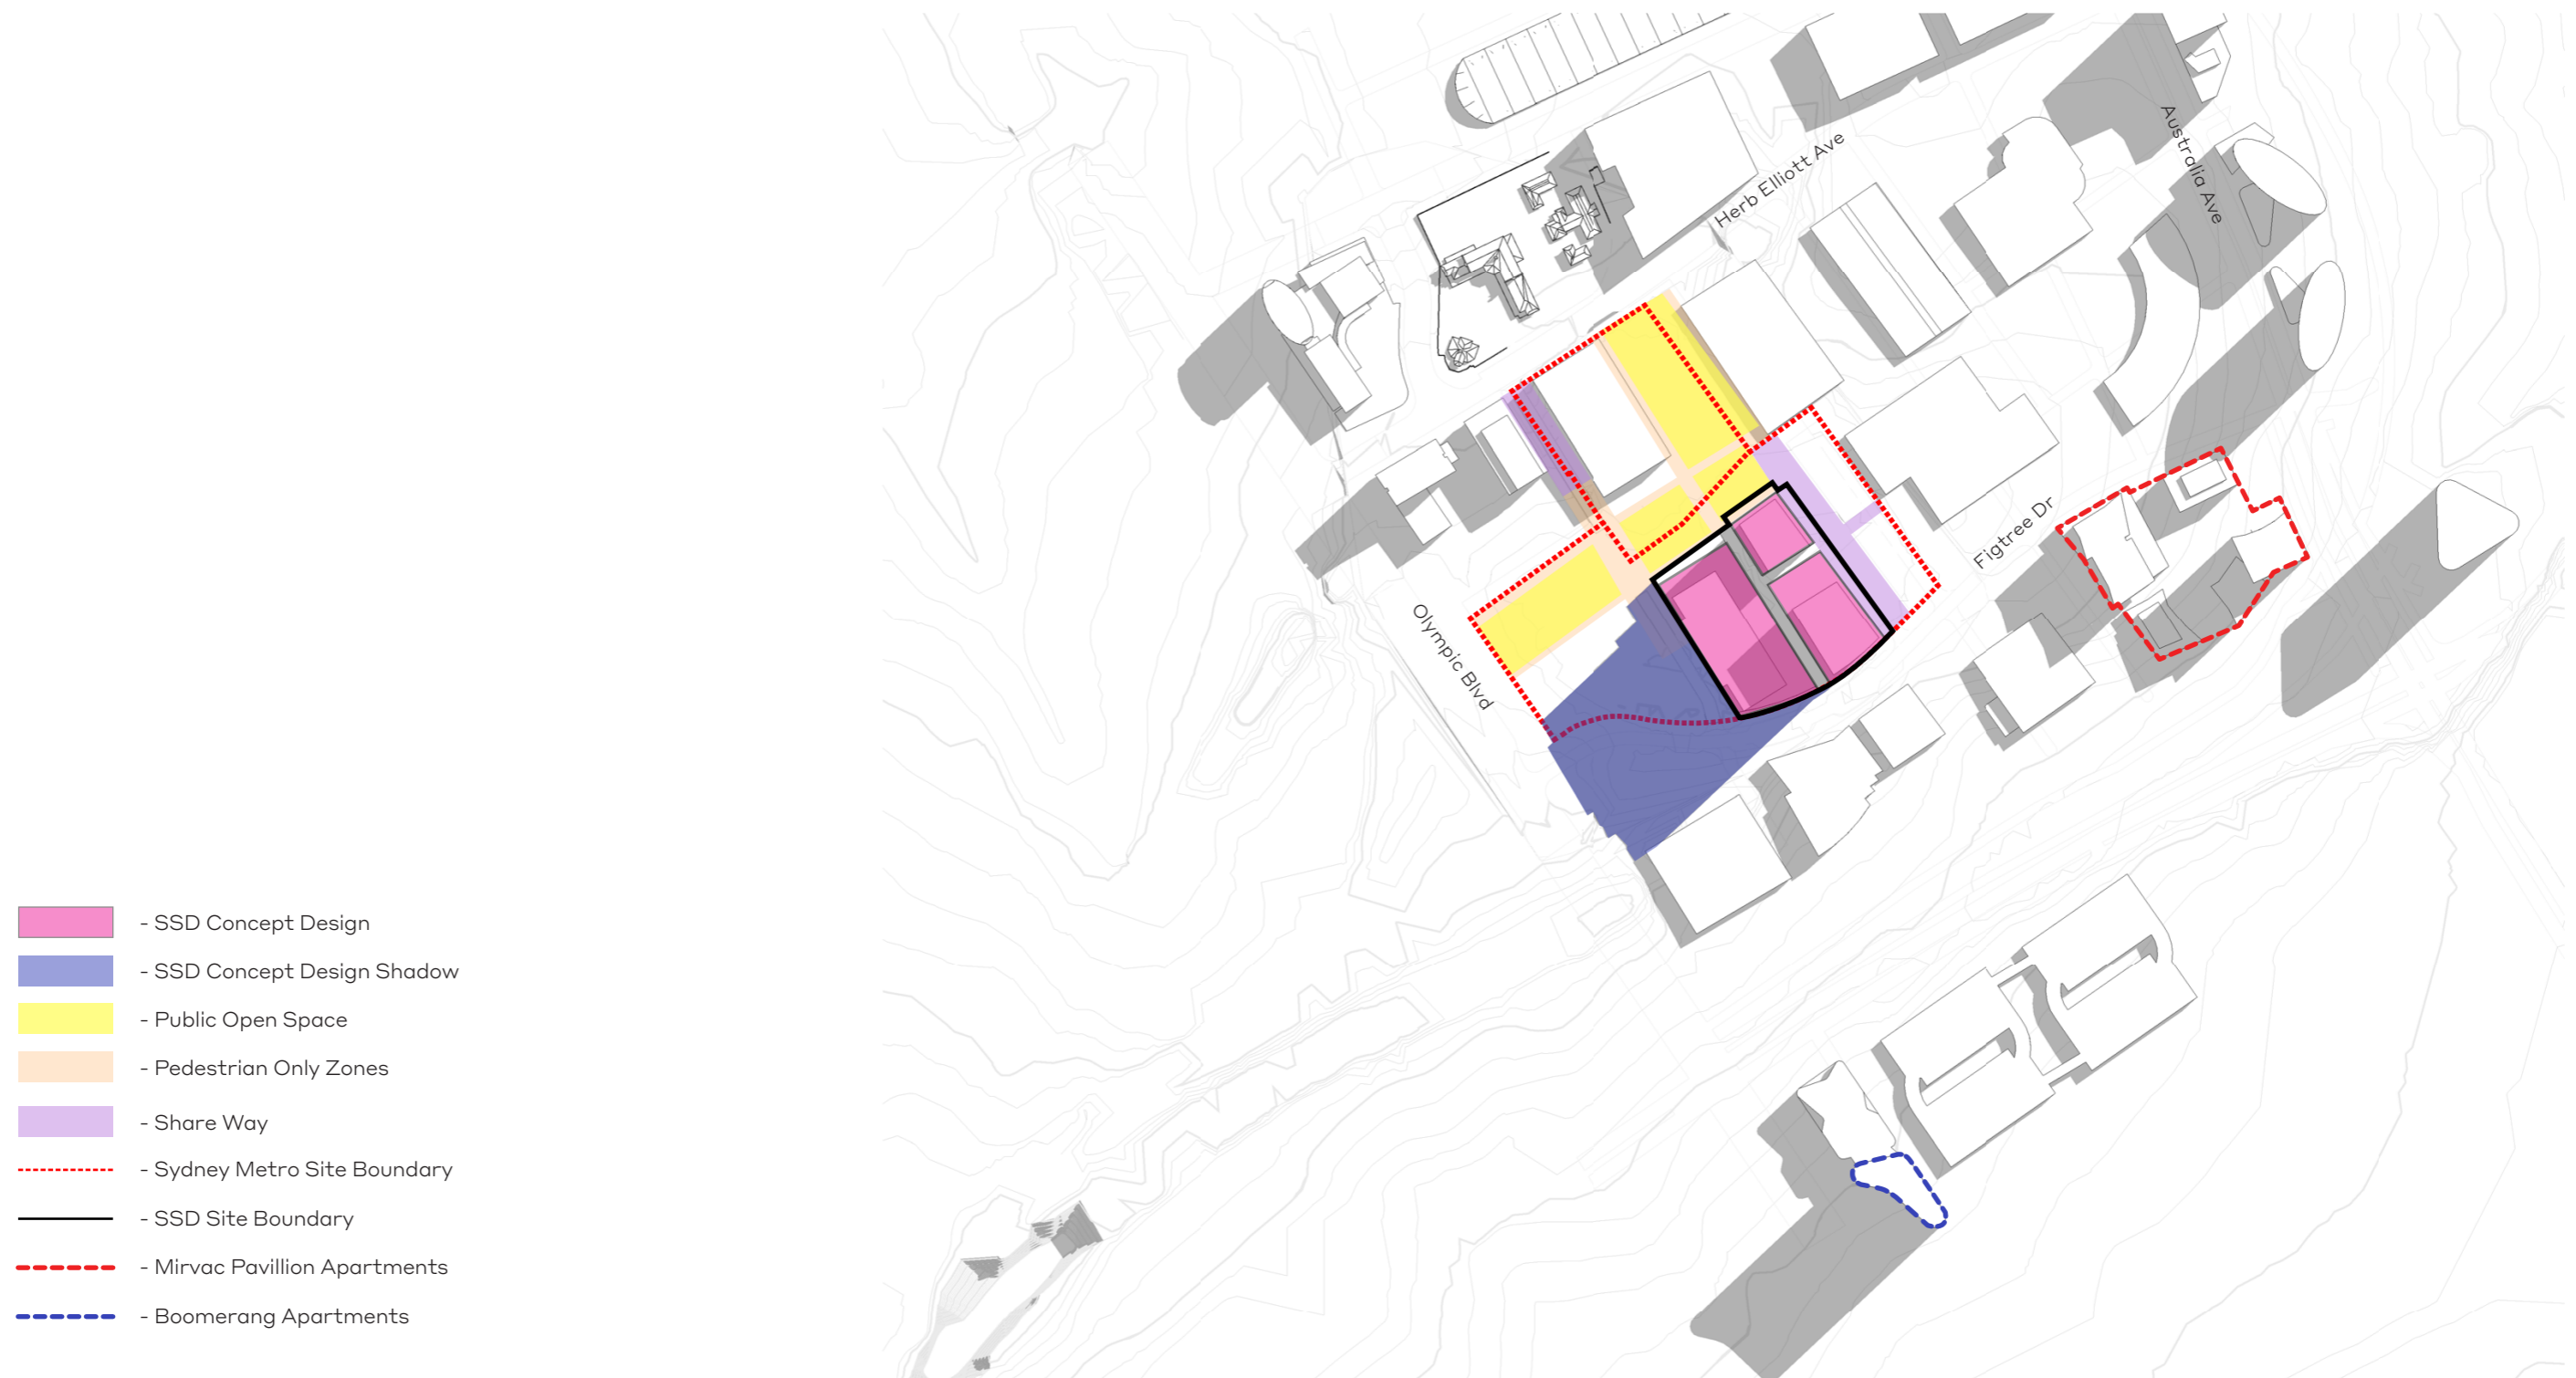 Herb Elliott Ave
Australia Ave
Figtree Dr
Olympic Blvd
- SSD Concept Design
- SSD Concept Design Shadow
- Public Open Space
- Pedestrian Only Zones
- Share Way
- Sydney Metro Site Boundary
- SSD Site Boundary
- Mirvac Pavillion Apartments
- Boomerang Apartments